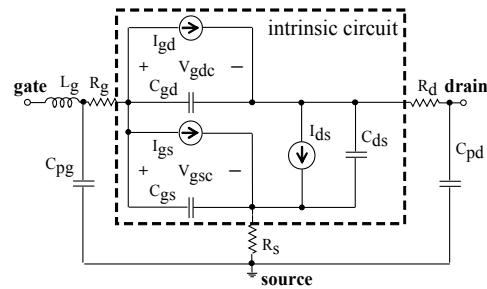 intrinsic circuit
Igd
+ Vgdc −
Cgd
gate
Lg
Rg
Rd
drain
Igs
+ Vgsc −
Cgs
Ids
Cds
Cpg
Cpd
Rs
source